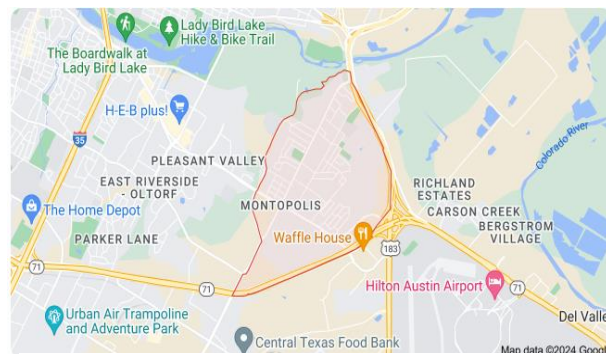 Lady Bird Lake
Hike & Bike Trail
The Boardwalk at
Lady Bird Lake
H-E-B plus!
35
Colorado River
PLEASANT VALLEY
EAST RIVERSIDE
- OLTORF
RICHLAND
ESTATES
The Home Depot
MONTOPOLIS
CARSON CREEK
BERGSTROM
VILLAGE
PARKER LANE
Waffle House
183
71
71
Hilton Austin Airport
71
Urban Air Trampoline
and Adventure Park
Del Valle
Central Texas Food Bank
Map data ©2024 Google